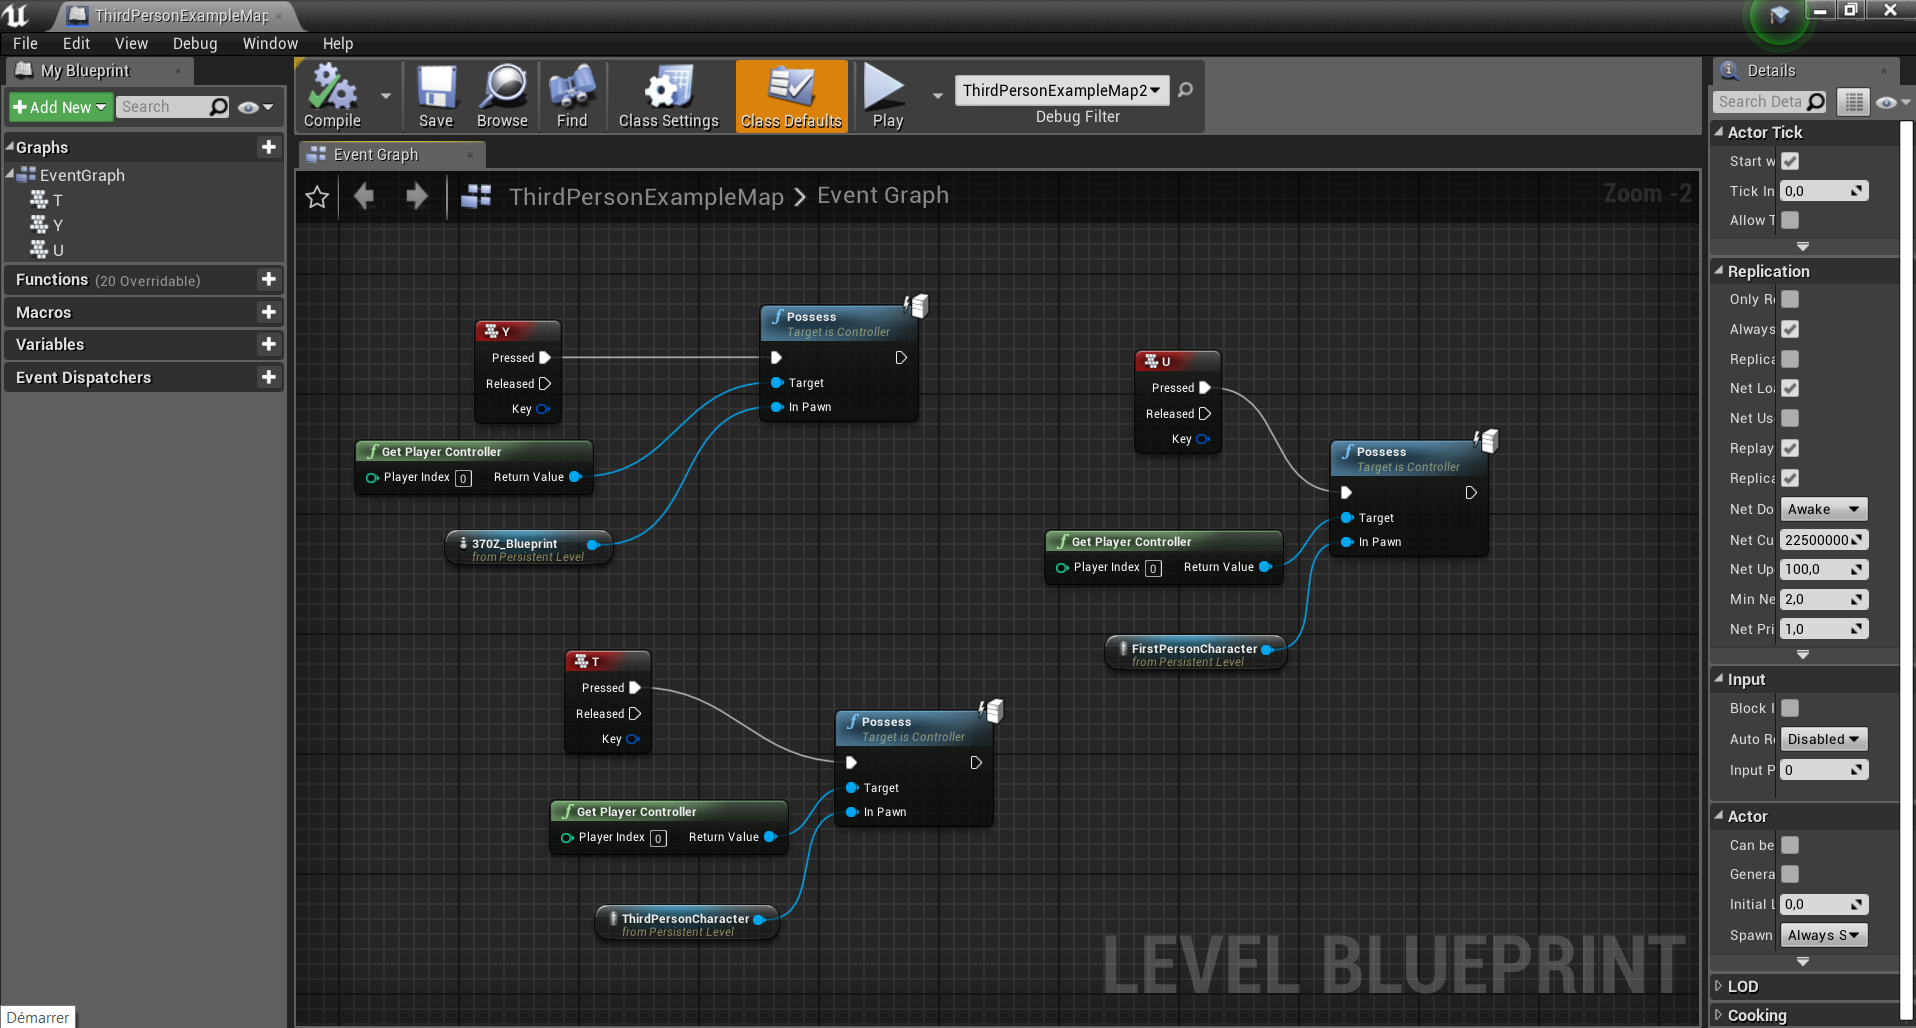 ThirdPersonExampleMap
File Edit View Debug Window Help
My Blueprint
Add New
Search
Graphs
EventGraph
T
Y
U
Functions (20 Overridable)
Macros
Variables
Event Dispatchers
Démarrer
Compile
Save
Browse
Find
Class Settings
Class Defaults
Play
ThirdPersonExampleMap2
Debug Filter
Event Graph
ThirdPersonExampleMap > Event Graph
Zoom -2
Y
Pressed
Released
Key
Possess
Target is Controller
Target
In Pawn
Get Player Controller
Player Index 0 Return Value
370Z_Blueprint
from Persistent Level
U
Pressed
Released
Key
Possess
Target is Controller
Target
In Pawn
Get Player Controller
Player Index 0 Return Value
FirstPersonCharacter
from Persistent Level
T
Pressed
Released
Key
Possess
Target is Controller
Target
In Pawn
Get Player Controller
Player Index 0 Return Value
ThirdPersonCharacter
from Persistent Level
LEVEL BLUEPRINT
Details
Search Deta
Actor Tick
Start w
Tick In 0,0
Allow T
Replication
Only Re
Always
Replica
Net Loa
Net Us
Replay
Replica
Net Do Awake
Net Cu 22500000
Net Up 100,0
Min Ne 2,0
Net Pri 1,0
Input
Block I
Auto Re Disabled
Input P 0
Actor
Can be
Genera
Initial L 0,0
Spawn Always S
LOD
Cooking